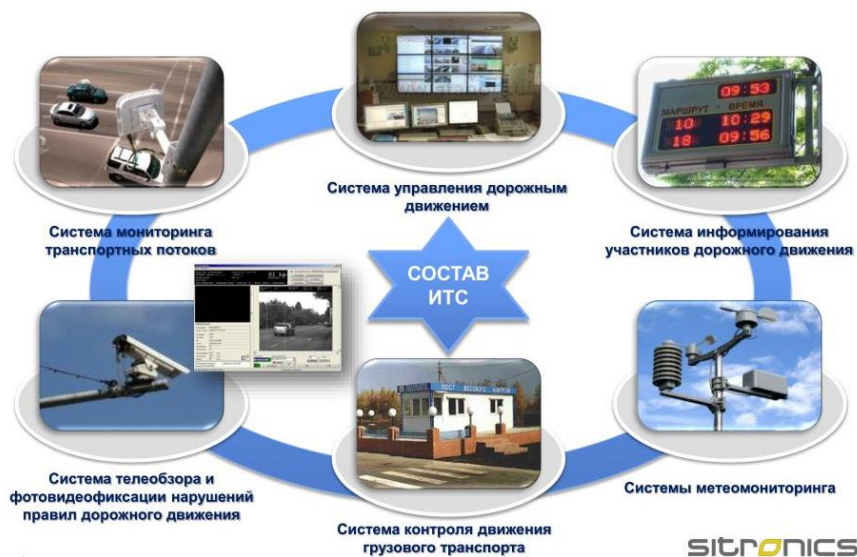 09:53
МАРШРУТ • ВРЕМЯ
10 10:29
18 09:56
Система управления дорожным
движением
Система мониторинга
транспортных потоков
Система информирования
участников дорожного движения
СОСТАВ
ИТС
ПОСТ ВЕСОВОГО КОНТРОЛЯ
Система телеобзора и
фотовидеофиксации нарушений
правил дорожного движения
Система контроля движения
грузового транспорта
Системы метеомониторинга
sitronics